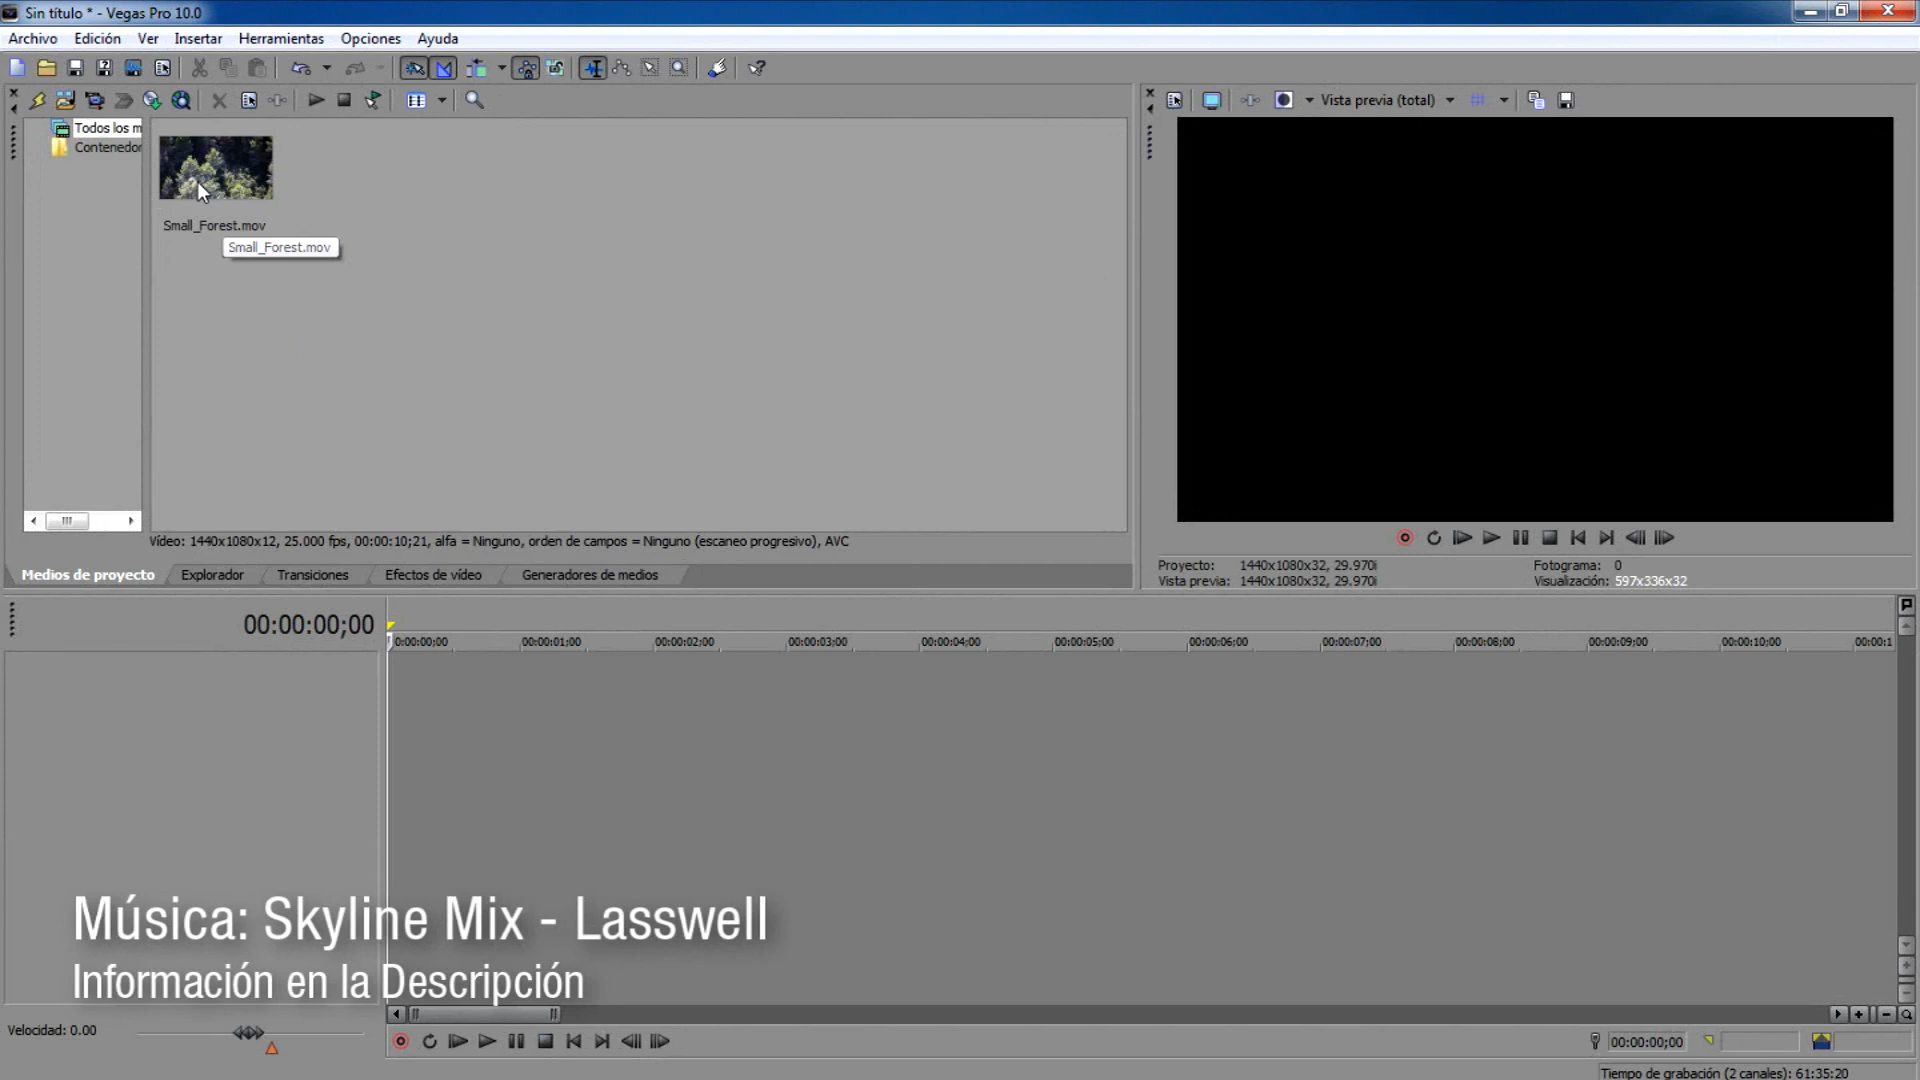 Sin título * - Vegas Pro 10.0
Archivo Edición Ver Insertar Herramientas Opciones Ayuda
Vista previa (total)
Todos los m
Contenedor
Small_Forest.mov
Small_Forest.mov
Vídeo: 1440x1080x12, 25.000 fps, 00:00:10;21, alfa = Ninguno, orden de campos = Ninguno (escaneo progresivo), AVC
Medios de proyecto Explorador Transiciones Efectos de vídeo Generadores de medios
Proyecto: 1440x1080x32, 29.970i Fotograma: 0
Vista previa: 1440x1080x32, 29.970i Visualización: 597x336x32
00:00:00;00
0:00:00;00 00:00:01;00 00:00:02;00 00:00:03;00 00:00:04;00 00:00:05;00 00:00:06;00 00:00:07;00 00:00:08;00 00:00:09;00 00:00:10;00 00:00:1
Música: Skyline Mix - Lasswell
Información en la Descripción
Velocidad: 0.00
00:00:00;00
Tiempo de grabación (2 canales): 61:35:20